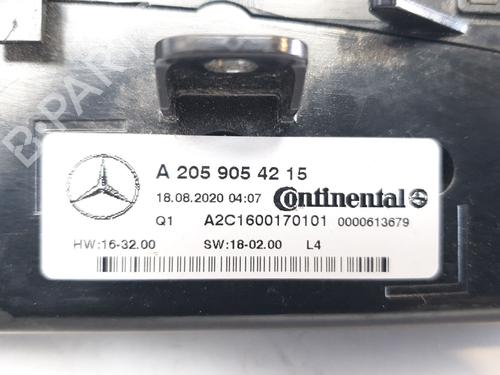 A 205 905 42 15
18.08.2020 04:07 Continental
Q1 A2C1600170101 0000613679
HW:16-32.00 SW:18-02.00 L4
B-PARTS